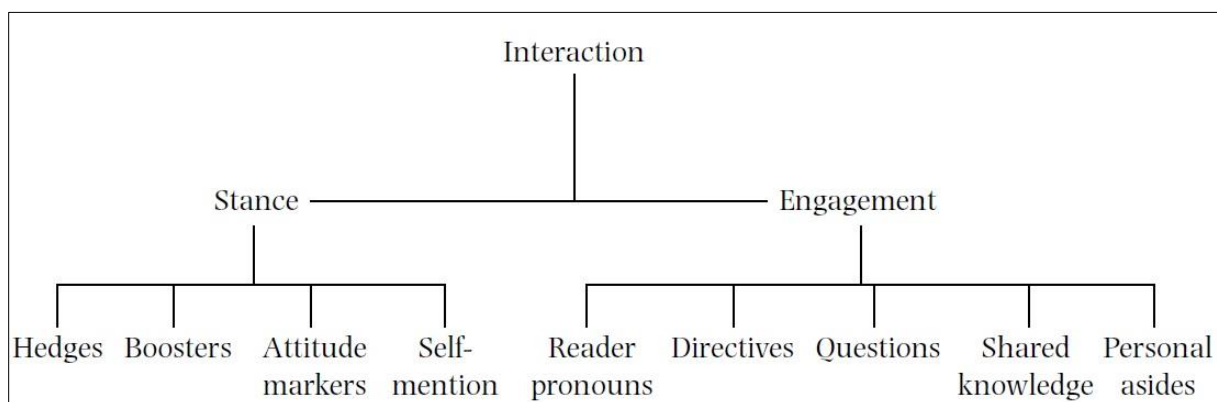 Interaction
Stance Engagement
Hedges Boosters Attitude Self- Reader Directives Questions Shared Personal
markers mention pronouns knowledge asides